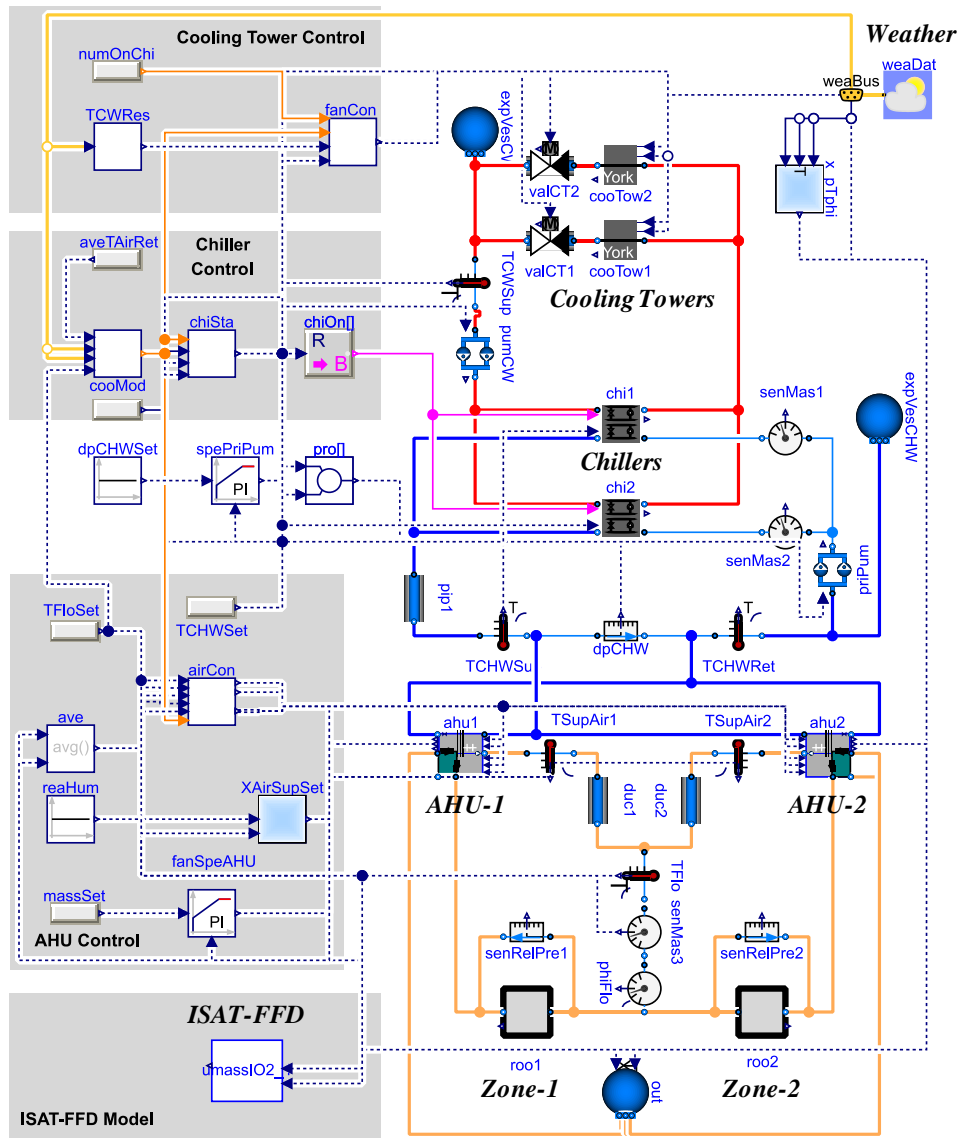 Cooling Tower Control
Weather
numOnChi
weaDat
weaBus
TCWRes
fanCon
expVesCV
M
York
valCT2
cooTow2
T
x_pTphi
Chiller
Control
aveTAirRet
M
York
valCT1
cooTow1
Cooling Towers
TCWSup
pumCW
chiSta
chiOn[]
R
B
cooMod
chi1
senMas1
expVesCHW
Chillers
dpCHWSet
spePriPum
pro[]
PI
chi2
senMas2
priPum
pip1
TFloSet
TCHWSet
T
T
TCHWSu
dpCHW
TCHWRet
airCon
ave
avg()
ahu1
TSupAir1
TSupAir2
ahu2
++
++
reaHum
XAirSupSet
AHU-1
duc1
duc2
AHU-2
fanSpeAHU
massSet
PI
TFlo
senMas3
AHU Control
senRelPre1
senRelPre2
phiFlo
ISAT-FFD
umassIO2
roo1
roo2
Zone-1
out
Zone-2
ISAT-FFD Model